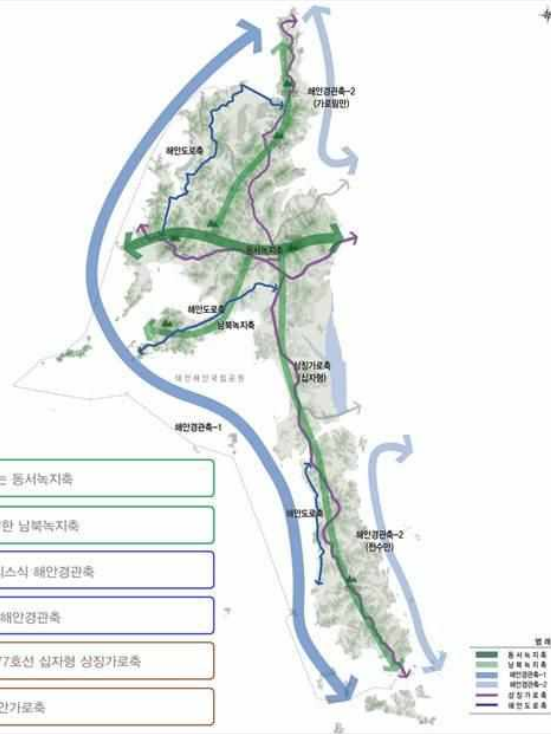 해안경관축-2
(가로림만)
해안도로축
동서녹지축
해안도로축
남북녹지축
상징가로축
(십자형)
태안해안국립공원
해안경관축-1
해안도로축
해안경관축-2
(천수만)
는 동서녹지축
한 남북녹지축
스식 해안경관축
해안경관축
77호선 십자형 상징가로축
안가로축
범례
동서녹지축
남북녹지축
해안경관축-1
해안경관축-2
상징가로축
해안도로축